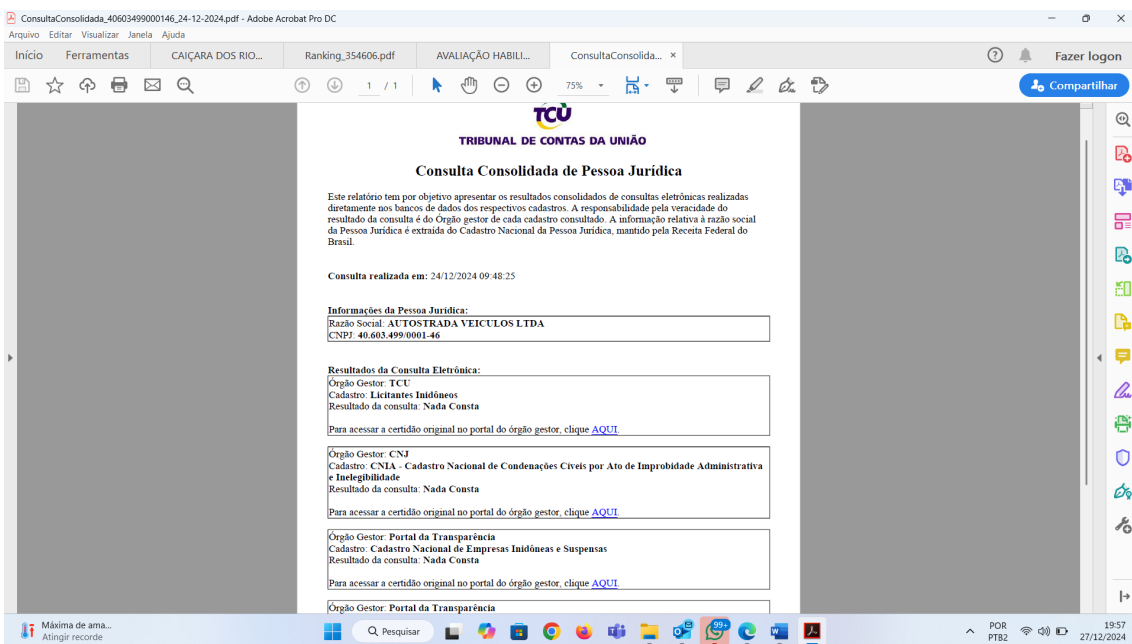 ConsultaConsolidada_40603499000146_24-12-2024.pdf - Adobe Acrobat Pro DC
Arquivo Editar Visualizar Janela Ajuda
Início Ferramentas CAIÇARA DOS RIO... Ranking_354606.pdf AVALIAÇÃO HABILI... ConsultaConsolida... × Fazer logon
1 / 1 75% Compartilhar
TCU
TRIBUNAL DE CONTAS DA UNIÃO
Consulta Consolidada de Pessoa Jurídica
Este relatório tem por objetivo apresentar os resultados consolidados de consultas eletrônicas realizadas
diretamente nos bancos de dados dos respectivos cadastros. A responsabilidade pela veracidade do
resultado da consulta é do Órgão gestor de cada cadastro consultado. A informação relativa à razão social
da Pessoa Jurídica é extraída do Cadastro Nacional da Pessoa Jurídica, mantido pela Receita Federal do
Brasil.
Consulta realizada em: 24/12/2024 09:48:25
Informações da Pessoa Jurídica:
Razão Social: AUTOSTRADA VEICULOS LTDA
CNPJ: 40.603.499/0001-46
Resultados da Consulta Eletrônica:
Órgão Gestor: TCU
Cadastro: Licitantes Inidôneos
Resultado da consulta: Nada Consta
Para acessar a certidão original no portal do órgão gestor, clique AQUI.
Órgão Gestor: CNJ
Cadastro: CNIA - Cadastro Nacional de Condenações Cíveis por Ato de Improbidade Administrativa
e Inelegibilidade
Resultado da consulta: Nada Consta
Para acessar a certidão original no portal do órgão gestor, clique AQUI.
Órgão Gestor: Portal da Transparência
Cadastro: Cadastro Nacional de Empresas Inidôneas e Suspensas
Resultado da consulta: Nada Consta
Para acessar a certidão original no portal do órgão gestor, clique AQUI.
Órgão Gestor: Portal da Transparência
Máxima de ama...
Atingir recorde
Pesquisar
99+
POR
PTB2
19:57
27/12/2024